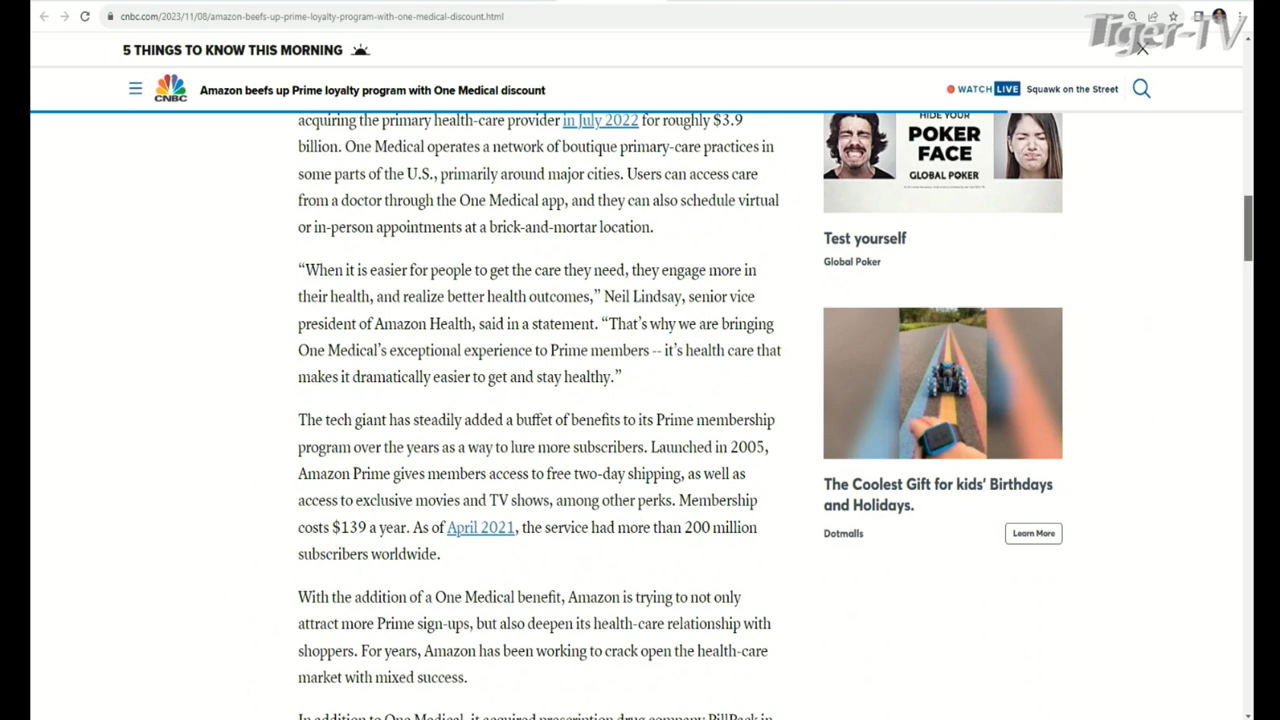 cnbc.com/2023/11/08/amazon-beefs-up-prime-loyalty-program-with-one-medical-discount.html
Tiger-TV
5 THINGS TO KNOW THIS MORNING
CNBC
Amazon beefs up Prime loyalty program with One Medical discount
WATCH LIVE Squawk on the Street
acquiring the primary health-care provider in July 2022 for roughly $3.9
billion. One Medical operates a network of boutique primary-care practices in
some parts of the U.S., primarily around major cities. Users can access care
from a doctor through the One Medical app, and they can also schedule virtual
or in-person appointments at a brick-and-mortar location.
“When it is easier for people to get the care they need, they engage more in
their health, and realize better health outcomes,” Neil Lindsay, senior vice
president of Amazon Health, said in a statement. “That’s why we are bringing
One Medical’s exceptional experience to Prime members -- it’s health care that
makes it dramatically easier to get and stay healthy.”
The tech giant has steadily added a buffet of benefits to its Prime membership
program over the years as a way to lure more subscribers. Launched in 2005,
Amazon Prime gives members access to free two-day shipping, as well as
access to exclusive movies and TV shows, among other perks. Membership
costs $139 a year. As of April 2021, the service had more than 200 million
subscribers worldwide.
With the addition of a One Medical benefit, Amazon is trying to not only
attract more Prime sign-ups, but also deepen its health-care relationship with
shoppers. For years, Amazon has been working to crack open the health-care
market with mixed success.
In addition to One Medical, it acquired prescription drug company PillPack in
HIDE YOUR
POKER
FACE
GLOBAL POKER
Test yourself
Global Poker
The Coolest Gift for kids’ Birthdays
and Holidays.
Dotmalls
Learn More